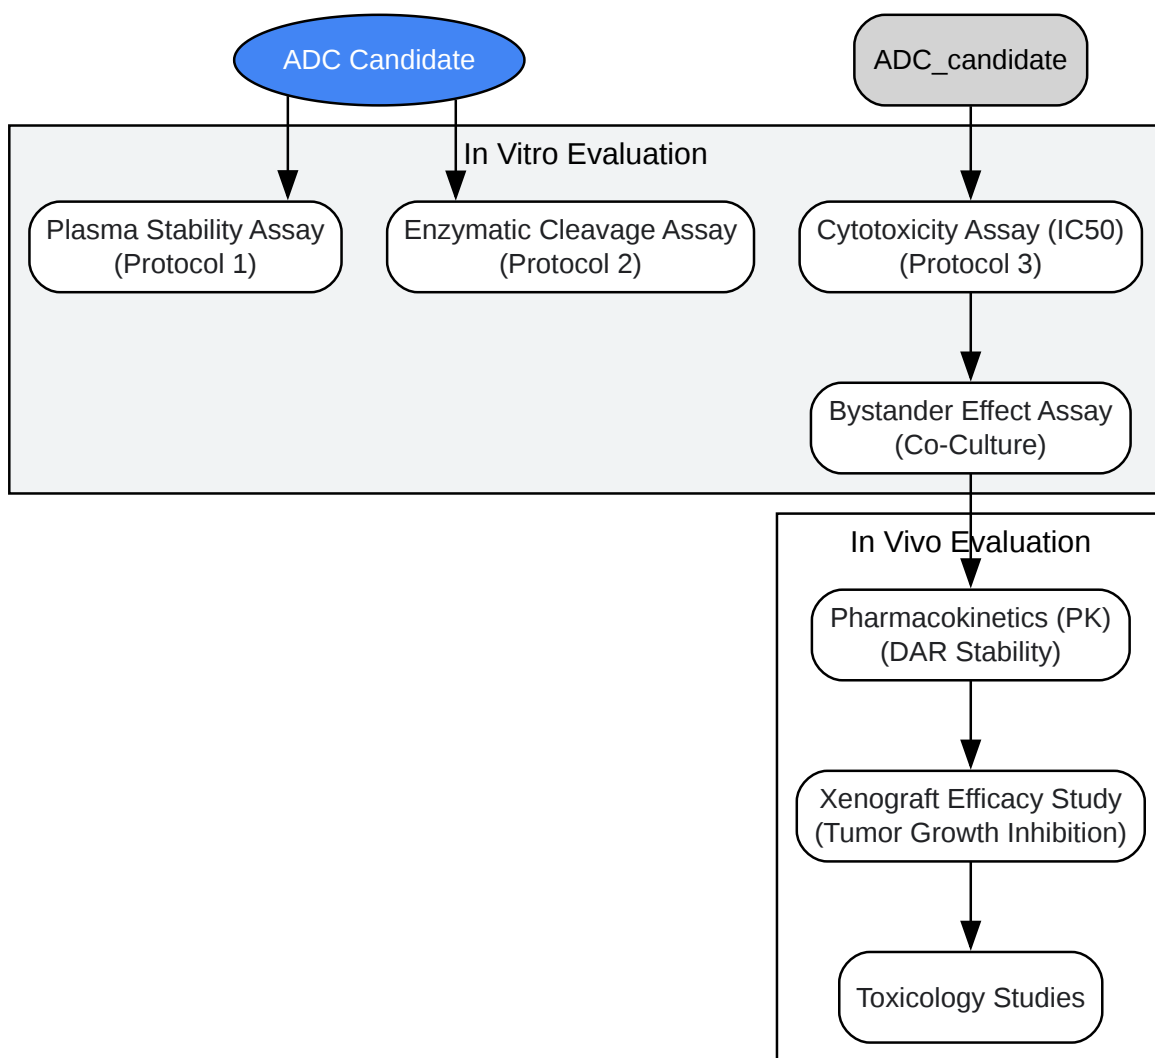 ADC Candidate
ADC_candidate
In Vitro Evaluation
Plasma Stability Assay
(Protocol 1)
Enzymatic Cleavage Assay
(Protocol 2)
Cytotoxicity Assay (IC50)
(Protocol 3)
Bystander Effect Assay
(Co-Culture)
In Vivo Evaluation
Pharmacokinetics (PK)
(DAR Stability)
Xenograft Efficacy Study
(Tumor Growth Inhibition)
Toxicology Studies